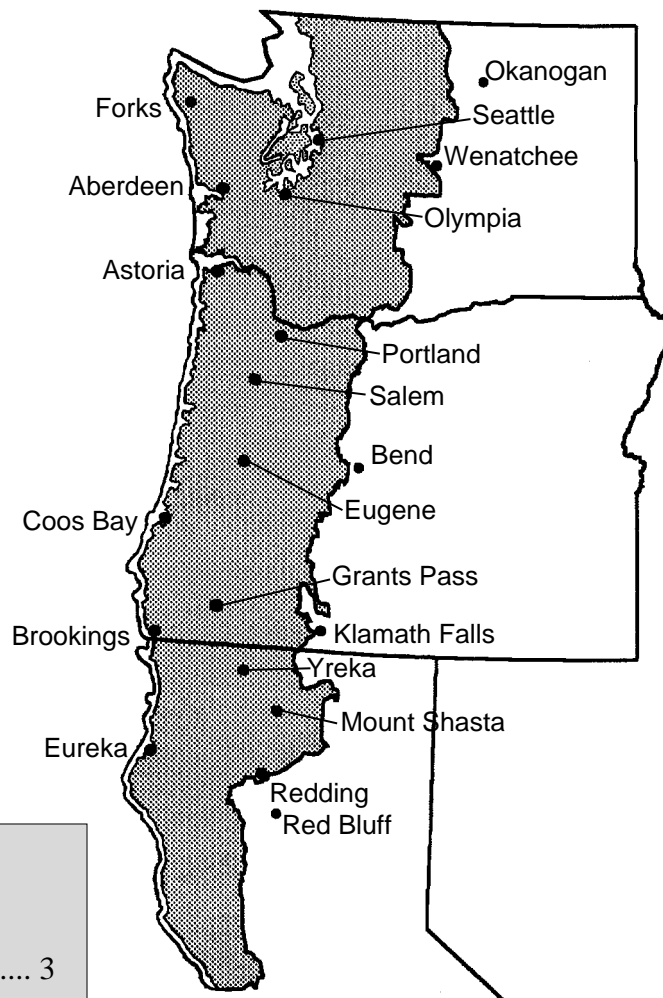 Okanogan
Forks
Seattle
Wenatchee
Aberdeen
Olympia
Astoria
Portland
Salem
Bend
Eugene
Coos Bay
Grants Pass
Brookings
Klamath Falls
Yreka
Mount Shasta
Eureka
Redding
Red Bluff
.... 3